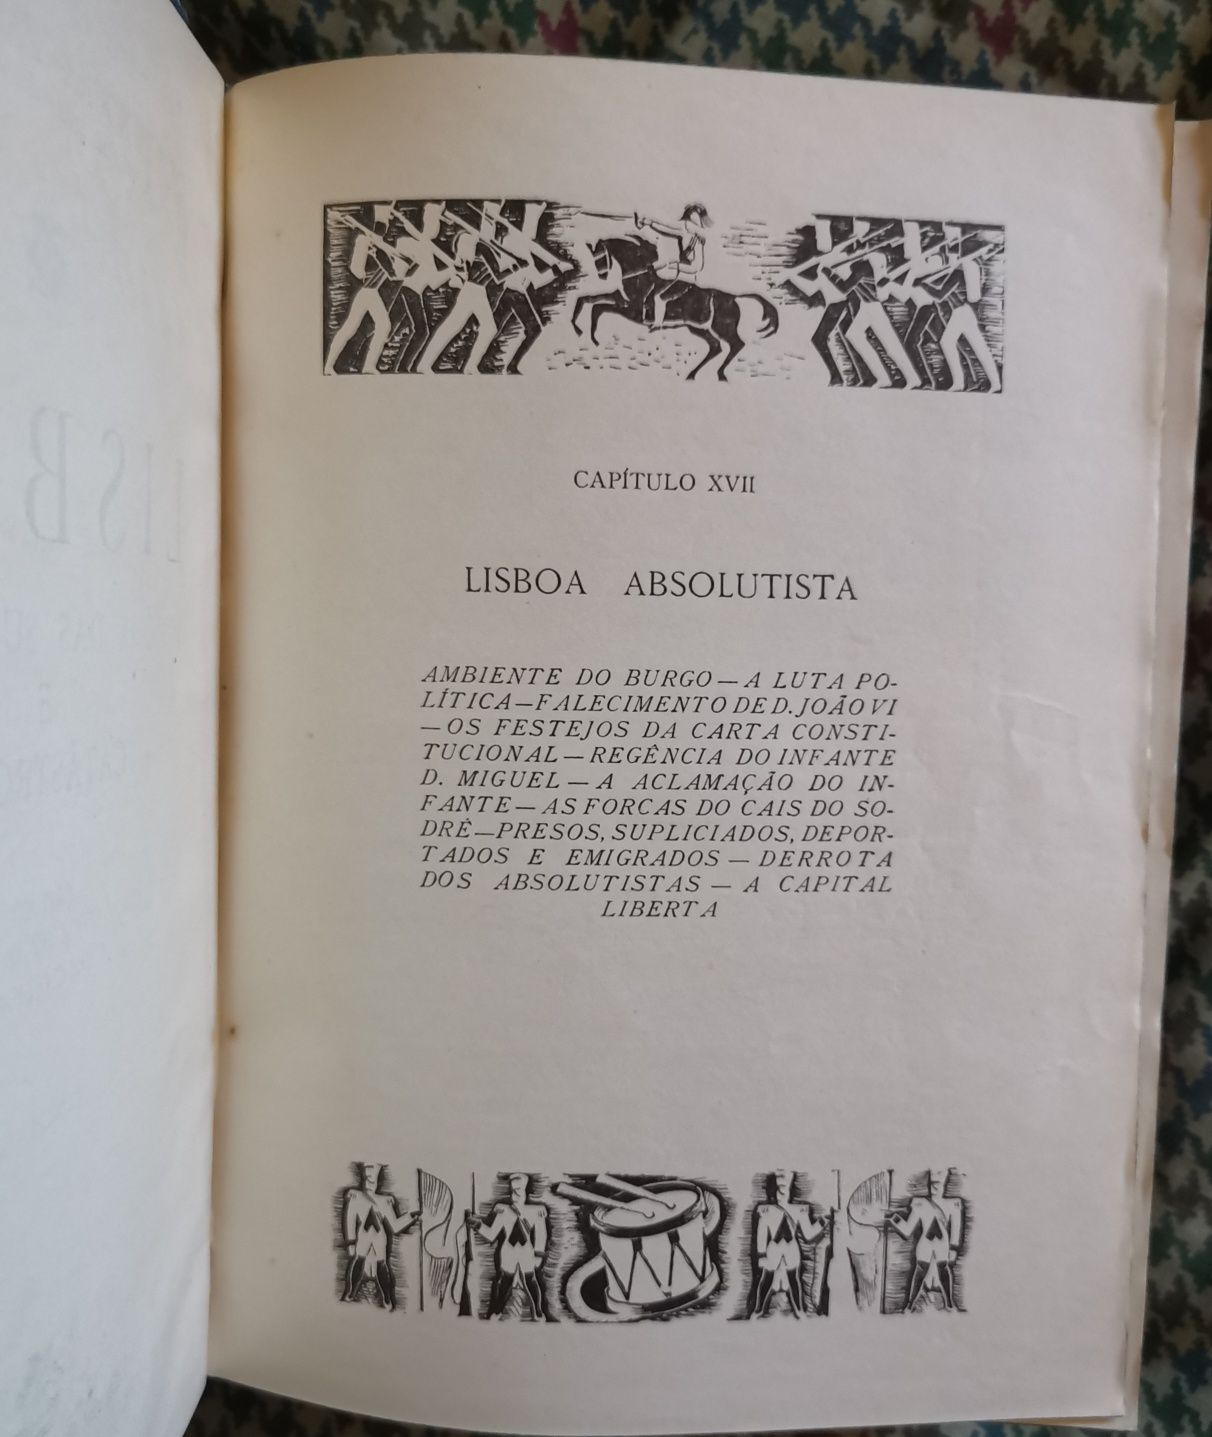 CAPÍTULO XVII
LISBOA ABSOLUTISTA
AMBIENTE DO BURGO — A LUTA PO-
LÍTICA — FALECIMENTO DE D. JOÃO VI
— OS FESTEJOS DA CARTA CONSTI-
TUCIONAL — REGÊNCIA DO INFANTE
D. MIGUEL — A ACLAMAÇÃO DO IN-
FANTE — AS FORCAS DO CAIS DO SO-
DRÉ — PRESOS, SUPLICIADOS, DEPOR-
TADOS E EMIGRADOS — DERROTA
DOS ABSOLUTISTAS — A CAPITAL
LIBERTA